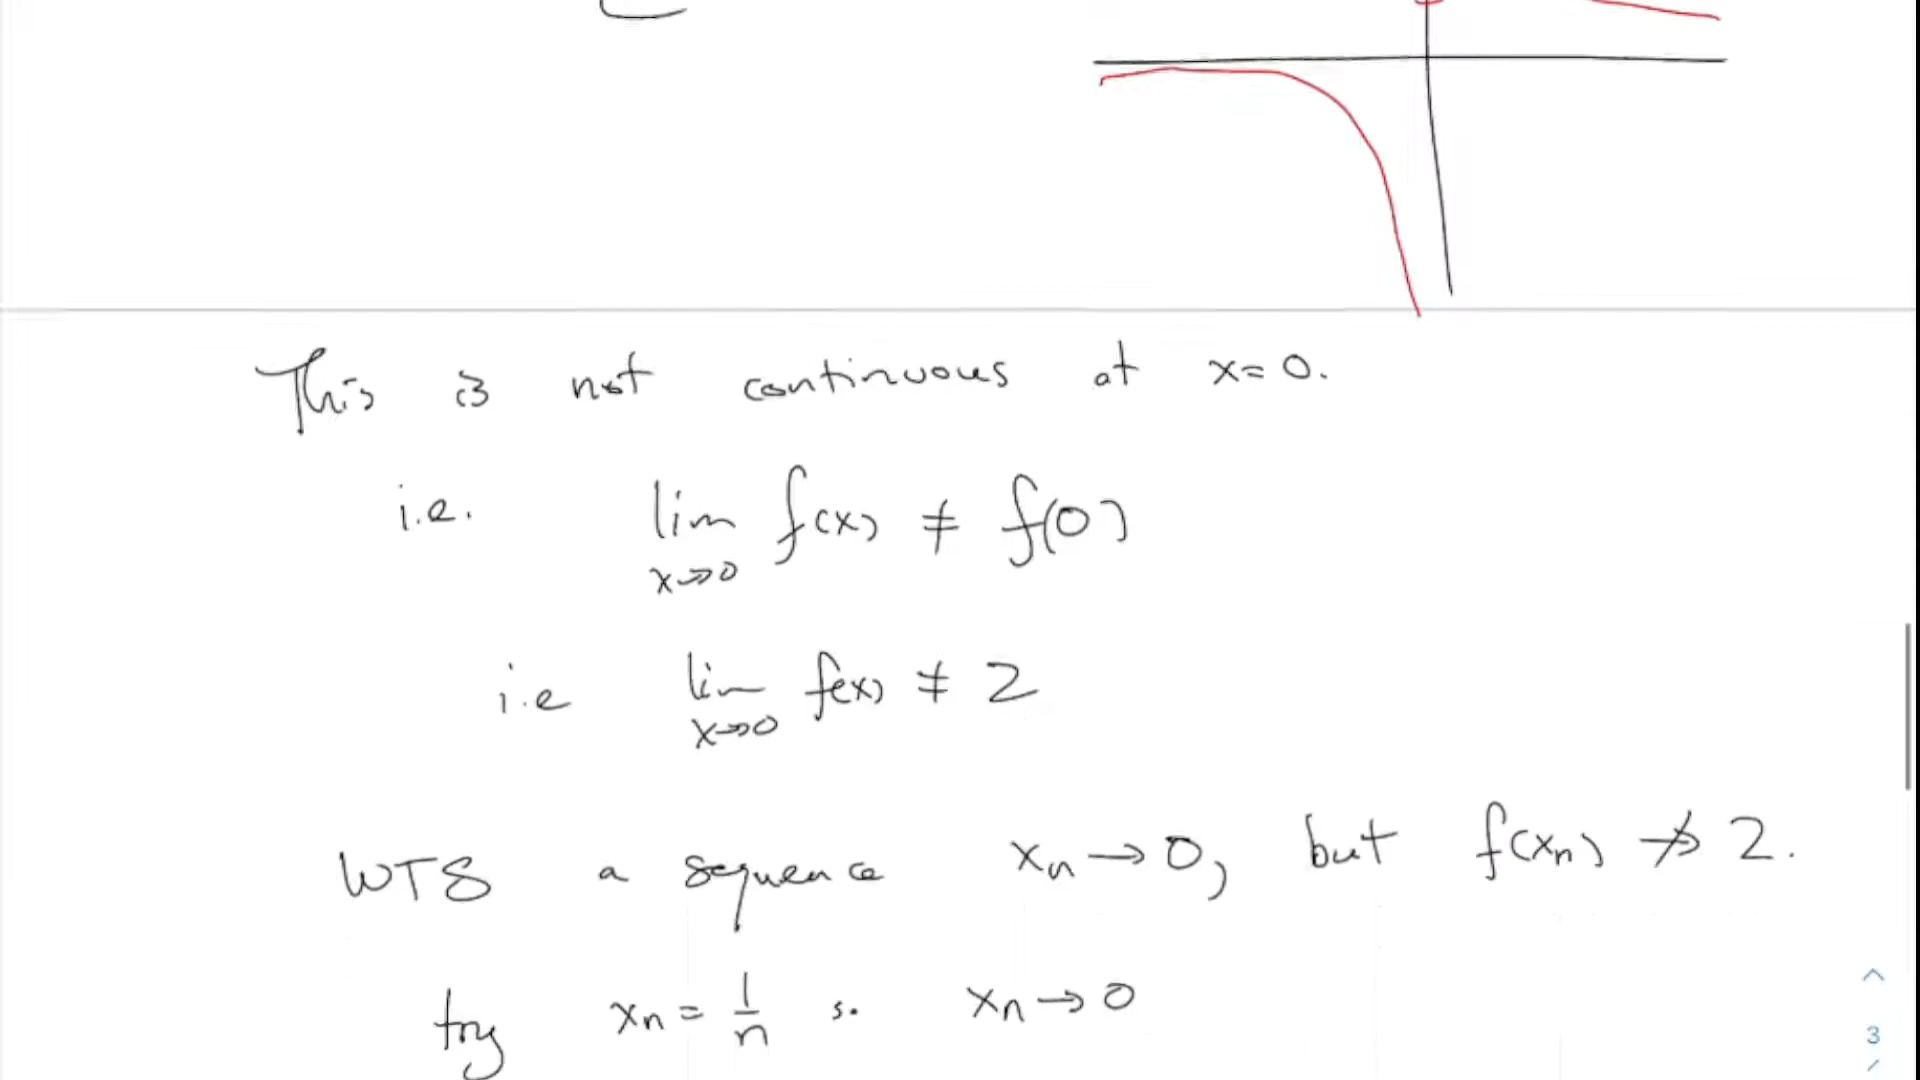 This is not continuous at x=0.
i.e. lim f(x) ≠ f(0)
x→0
i.e lim f(x) ≠ 2
x→0
WTS a sequence xₙ→0, but f(xₙ) ↛ 2.
try xₙ = 1/n so xₙ→0
3